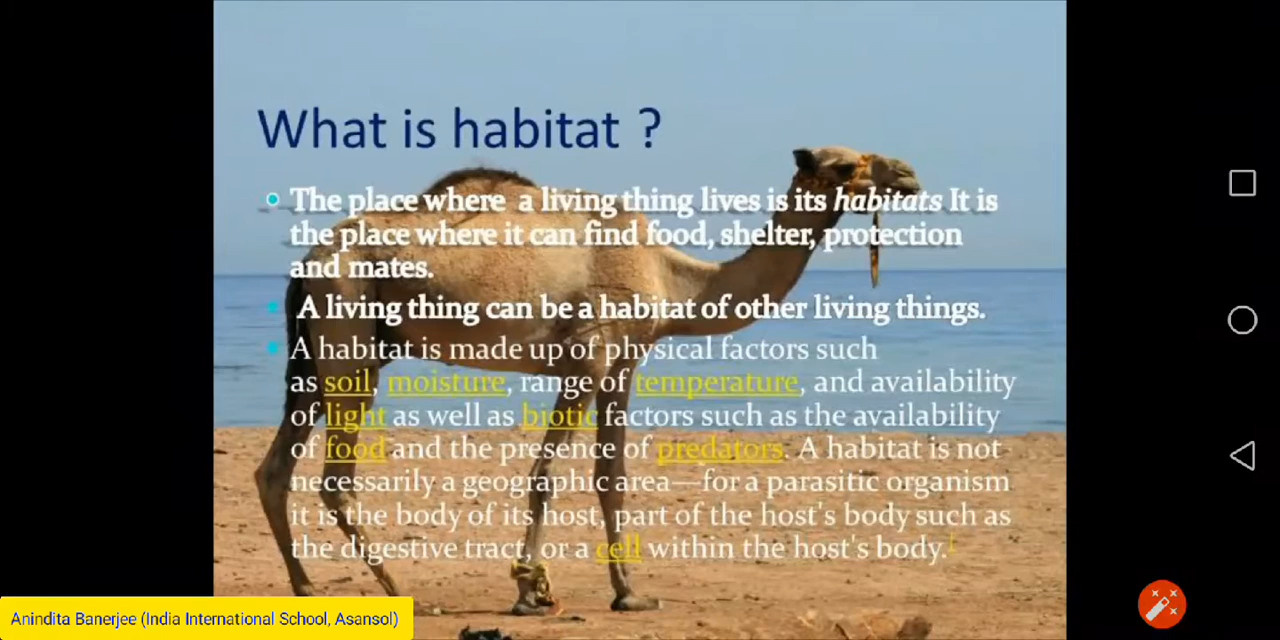 What is habitat ?
The place where a living thing lives is its habitats It is
the place where it can find food, shelter, protection
and mates.
A living thing can be a habitat of other living things.
A habitat is made up of physical factors such
as soil, moisture, range of temperature, and availability
of light as well as biotic factors such as the availability
of food and the presence of predators. A habitat is not
necessarily a geographic area—for a parasitic organism
it is the body of its host, part of the host's body such as
the digestive tract, or a cell within the host's body.
Anindita Banerjee (India International School, Asansol)